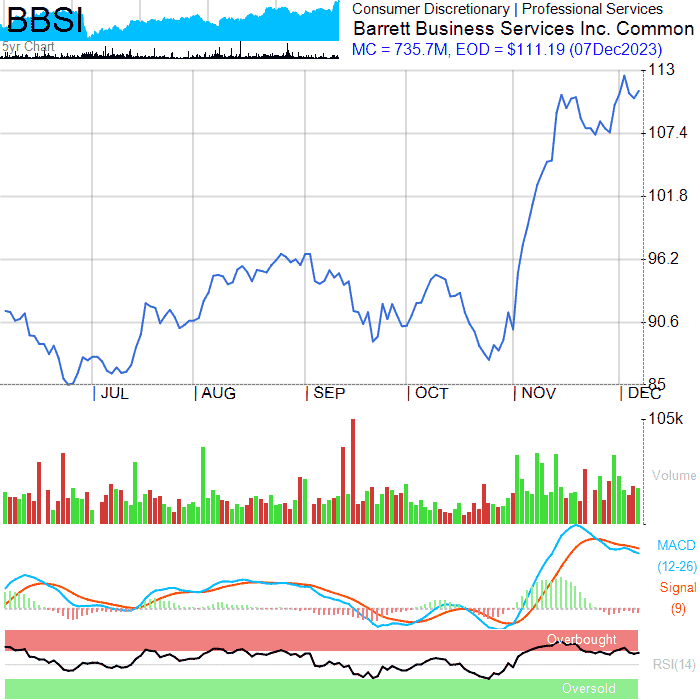 BBSI
5yr Chart
Consumer Discretionary | Professional Services
Barrett Business Services Inc. Common
MC = 735.7M, EOD = $111.19 (07Dec2023)
113
107.4
101.8
96.2
90.6
85
JUL AUG SEP OCT NOV DEC
105k
Volume
MACD
(12-26)
Signal
(9)
Overbought
RSI(14)
Oversold